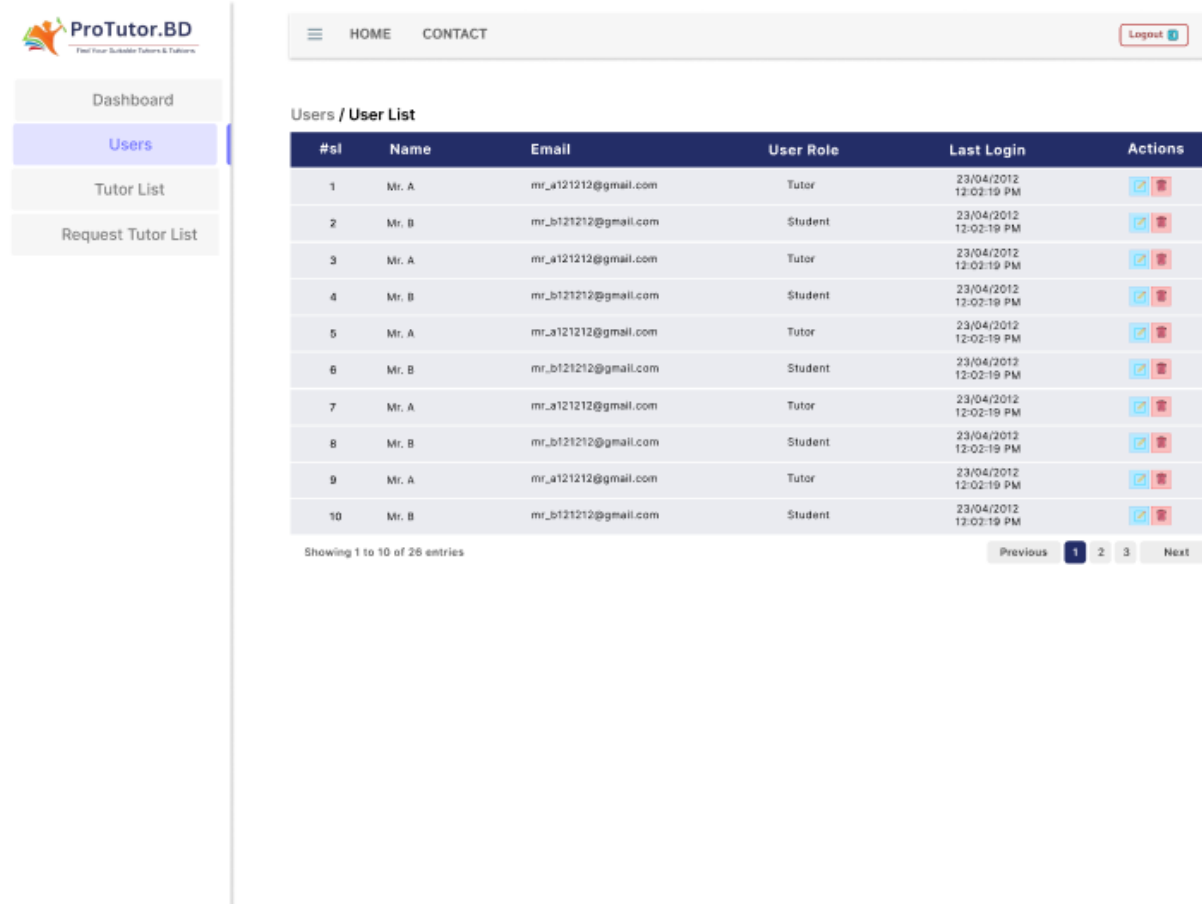 ProTutor.BD
Find Your Suitable Tutors & Tuitions
HOME CONTACT Logout
Dashboard
Users
Tutor List
Request Tutor List
Users / User List
#sl Name Email User Role Last Login Actions
1 Mr. A mr_a121212@gmail.com Tutor 23/04/2012
12:02:19 PM
2 Mr. B mr_b121212@gmail.com Student 23/04/2012
12:02:19 PM
3 Mr. A mr_a121212@gmail.com Tutor 23/04/2012
12:02:19 PM
4 Mr. B mr_b121212@gmail.com Student 23/04/2012
12:02:19 PM
5 Mr. A mr_a121212@gmail.com Tutor 23/04/2012
12:02:19 PM
6 Mr. B mr_b121212@gmail.com Student 23/04/2012
12:02:19 PM
7 Mr. A mr_a121212@gmail.com Tutor 23/04/2012
12:02:19 PM
8 Mr. B mr_b121212@gmail.com Student 23/04/2012
12:02:19 PM
9 Mr. A mr_a121212@gmail.com Tutor 23/04/2012
12:02:19 PM
10 Mr. B mr_b121212@gmail.com Student 23/04/2012
12:02:19 PM
Showing 1 to 10 of 26 entries Previous 1 2 3 Next